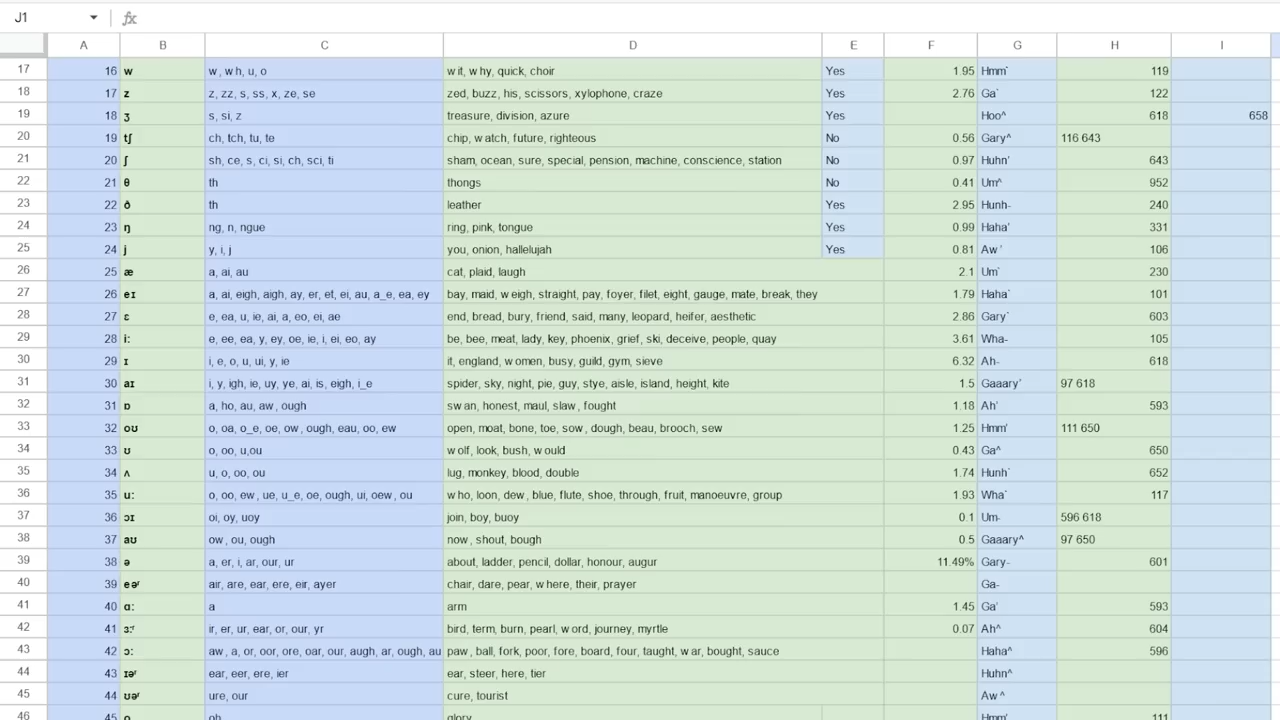 J1 fx
A B C D E F G H I
17 16 w w, wh, u, o wit, why, quick, choir Yes 1.95 Hmm` 119
18 17 z z, zz, s, ss, x, ze, se zed, buzz, his, scissors, xylophone, craze Yes 2.76 Ga` 122
19 18 ʒ s, si, z treasure, division, azure Yes Hoo^ 618 658
20 19 tʃ ch, tch, tu, te chip, watch, future, righteous No 0.56 Gary^ 116 643
21 20 ʃ sh, ce, s, ci, si, ch, sci, ti sham, ocean, sure, special, pension, machine, conscience, station No 0.97 Huhn' 643
22 21 θ th thongs No 0.41 Um^ 952
23 22 ð th leather Yes 2.95 Hunh- 240
24 23 ŋ ng, n, ngue ring, pink, tongue Yes 0.99 Haha' 331
25 24 j y, i, j you, onion, hallelujah Yes 0.81 Aw ' 106
26 25 æ a, ai, au cat, plaid, laugh 2.1 Um` 230
27 26 eɪ a, ai, eigh, aigh, ay, er, et, ei, au, a_e, ea, ey bay, maid, weigh, straight, pay, foyer, filet, eight, gauge, mate, break, they 1.79 Haha` 101
28 27 ɛ e, ea, u, ie, ai, a, eo, ei, ae end, bread, bury, friend, said, many, leopard, heifer, aesthetic 2.86 Gary` 603
29 28 i: e, ee, ea, y, ey, oe, ie, i, ei, eo, ay be, bee, meat, lady, key, phoenix, grief, ski, deceive, people, quay 3.61 Wha- 105
30 29 ɪ i, e, o, u, ui, y, ie it, england, women, busy, guild, gym, sieve 6.32 Ah- 618
31 30 aɪ i, y, igh, ie, uy, ye, ai, is, eigh, i_e spider, sky, night, pie, guy, stye, aisle, island, height, kite 1.5 Gaaary' 97 618
32 31 ɒ a, ho, au, aw, ough swan, honest, maul, slaw, fought 1.18 Ah' 593
33 32 oʊ o, oa, o_e, oe, ow, ough, eau, oo, ew open, moat, bone, toe, sow, dough, beau, brooch, sew 1.25 Hmm' 111 650
34 33 ʊ o, oo, u,ou wolf, look, bush, would 0.43 Ga^ 650
35 34 ʌ u, o, oo, ou lug, monkey, blood, double 1.74 Hunh` 652
36 35 u: o, oo, ew, ue, u_e, oe, ough, ui, oew, ou who, loon, dew, blue, flute, shoe, through, fruit, manoeuvre, group 1.93 Wha` 117
37 36 ɔɪ oi, oy, uoy join, boy, buoy 0.1 Um- 596 618
38 37 aʊ ow, ou, ough now, shout, bough 0.5 Gaaary^ 97 650
39 38 ə a, er, i, ar, our, ur about, ladder, pencil, dollar, honour, augur 11.49% Gary- 601
40 39 eəʳ air, are, ear, ere, eir, ayer chair, dare, pear, where, their, prayer Ga-
41 40 ɑ: a arm 1.45 Ga' 593
42 41 ɜ:ʳ ir, er, ur, ear, or, our, yr bird, term, burn, pearl, word, journey, myrtle 0.07 Ah^ 604
43 42 ɔ: aw, a, or, oor, ore, oar, our, augh, ar, ough, au paw, ball, fork, poor, fore, board, four, taught, war, bought, sauce Haha^ 596
44 43 ɪəʳ ear, eer, ere, ier ear, steer, here, tier Huhn^
45 44 ʊəʳ ure, our cure, tourist Aw ^
46 45 o oh glory Hmm' 111